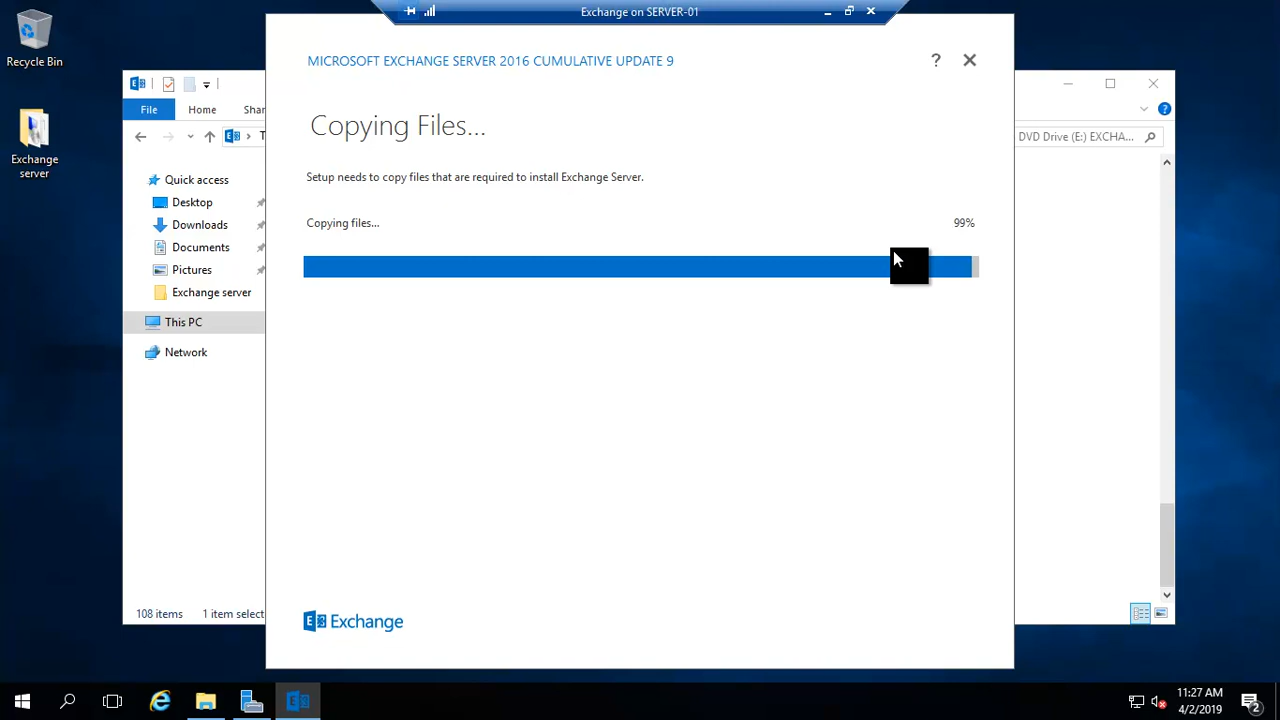 Exchange on SERVER-01
Recycle Bin
Exchange server
MICROSOFT EXCHANGE SERVER 2016 CUMULATIVE UPDATE 9
?
Copying Files...
Setup needs to copy files that are required to install Exchange Server.
Copying files...
99%
Exchange
File
Home
Shar
T
DVD Drive (E:) EXCHA...
Quick access
Desktop
Downloads
Documents
Pictures
Exchange server
This PC
Network
108 items
1 item select
11:27 AM
4/2/2019
2